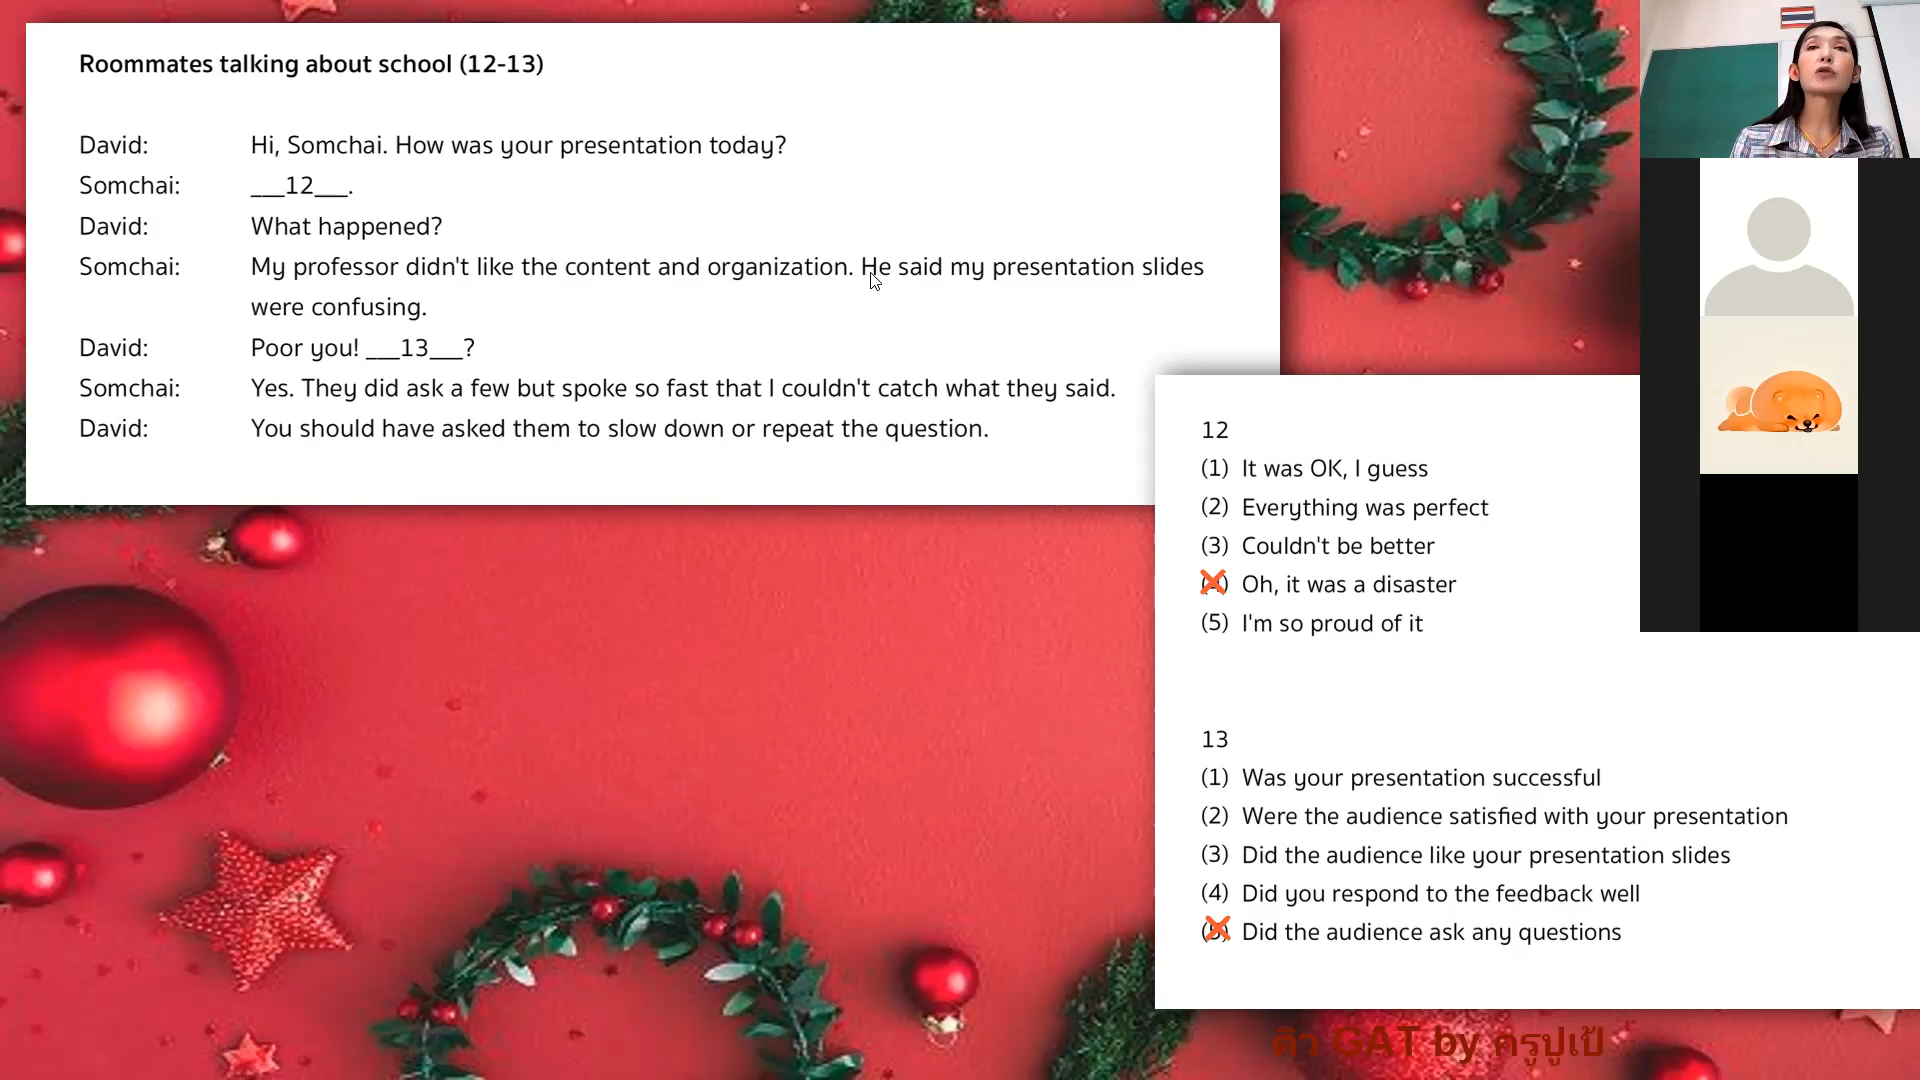 Roommates talking about school (12-13)
David: Hi, Somchai. How was your presentation today?
Somchai: ___12___.
David: What happened?
Somchai: My professor didn't like the content and organization. He said my presentation slides
were confusing.
David: Poor you! ___13___?
Somchai: Yes. They did ask a few but spoke so fast that I couldn't catch what they said.
David: You should have asked them to slow down or repeat the question.
12
(1) It was OK, I guess
(2) Everything was perfect
(3) Couldn't be better
(4) Oh, it was a disaster
(5) I'm so proud of it
13
(1) Was your presentation successful
(2) Were the audience satisfied with your presentation
(3) Did the audience like your presentation slides
(4) Did you respond to the feedback well
(5) Did the audience ask any questions
ติว GAT by ครูปูเป้